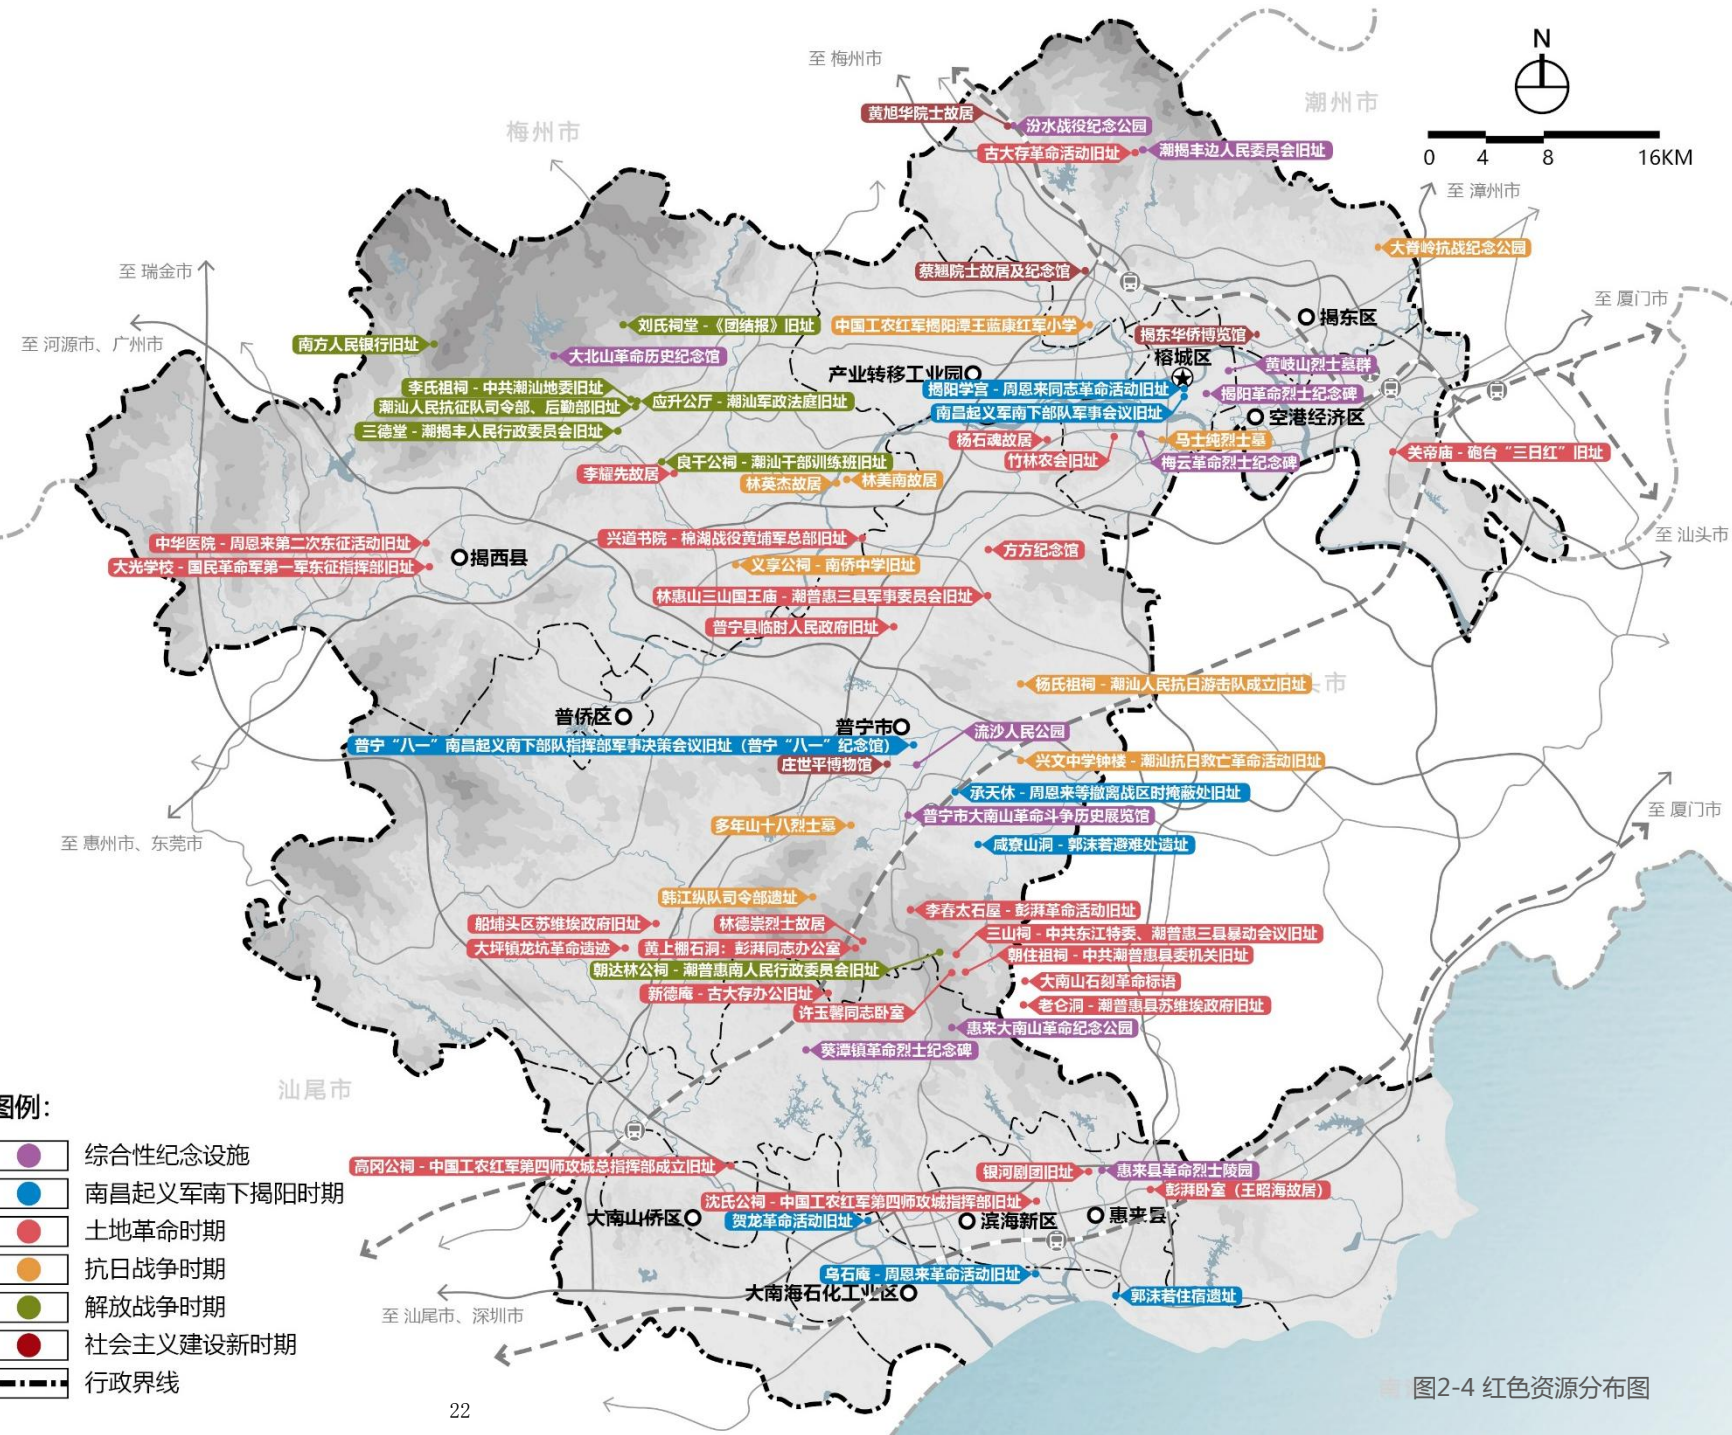 N
至 梅州市
潮州市
黄旭华院士故居
汾水战役纪念公园
梅州市
古大存革命活动旧址
潮揭丰边人民委员会旧址
0 4 8 16KM
至 漳州市
大脊岭抗战纪念公园
至 瑞金市
蔡翘院士故居及纪念馆
至 厦门市
刘氏祠堂 - 《团结报》旧址
中国工农红军揭阳潭王蓝康红军小学
揭东区
揭东华侨博览馆
至 河源市、广州市
南方人民银行旧址
大北山革命历史纪念馆
榕城区
黄岐山烈士墓群
产业转移工业园
李氏祖祠 - 中共潮汕地委旧址
揭阳学宫 - 周恩来同志革命活动旧址
揭阳革命烈士纪念碑
应升公厅 - 潮汕军政法庭旧址
潮汕人民抗征队司令部、后勤部旧址
南昌起义军南下部队军事会议旧址
空港经济区
三德堂 - 潮揭丰人民行政委员会旧址
杨石魂故居
马士纯烈士墓
关帝庙 - 砲台“三日红”旧址
良干公祠 - 潮汕干部训练班旧址
竹林农会旧址
梅云革命烈士纪念碑
李耀先故居
林英杰故居
林美南故居
至 汕头市
中华医院 - 周恩来第二次东征活动旧址
兴道书院 - 棉湖战役黄埔军总部旧址
方方纪念馆
揭西县
大光学校 - 国民革命军第一军东征指挥部旧址
义享公祠 - 南侨中学旧址
林惠山三山国王庙 - 潮普惠三县军事委员会旧址
普宁县临时人民政府旧址
杨氏祖祠 - 潮汕人民抗日游击队成立旧址
头市
普侨区
普宁市
流沙人民公园
普宁“八一”南昌起义南下部队指挥部军事决策会议旧址（普宁“八一”纪念馆）
庄世平博物馆
兴文中学钟楼 - 潮汕抗日救亡革命活动旧址
承天休 - 周恩来等撤离战区时掩蔽处旧址
至 厦门市
普宁市大南山革命斗争历史展览馆
多年山十八烈士墓
至 惠州市、东莞市
咸寮山洞 - 郭沫若避难处遗址
韩江纵队司令部遗址
李春太石屋 - 彭湃革命活动旧址
船埔头区苏维埃政府旧址
林德崇烈士故居
三山祠 - 中共东江特委、潮普惠三县暴动会议旧址
大坪镇龙坑革命遗迹
黄上棚石洞：彭湃同志办公室
朝住祖祠 - 中共潮普惠县委机关旧址
朝达林公祠 - 潮普惠南人民行政委员会旧址
大南山石刻革命标语
新德庵 - 古大存办公旧址
老仑洞 - 潮普惠县苏维埃政府旧址
许玉磬同志卧室
惠来大南山革命纪念公园
葵潭镇革命烈士纪念碑
汕尾市
图例：
综合性纪念设施
南昌起义军南下揭阳时期
土地革命时期
抗日战争时期
解放战争时期
社会主义建设新时期
行政界线
高冈公祠 - 中国工农红军第四师攻城总指挥部成立旧址
银河剧团旧址
惠来县革命烈士陵园
彭湃卧室（王昭海故居）
沈氏公祠 - 中国工农红军第四师攻城指挥部旧址
大南山侨区
贺龙革命活动旧址
滨海新区
惠来县
乌石庵 - 周恩来革命活动旧址
大南海石化工业区
郭沫若住宿遗址
至 汕尾市、深圳市
图2-4 红色资源分布图
22